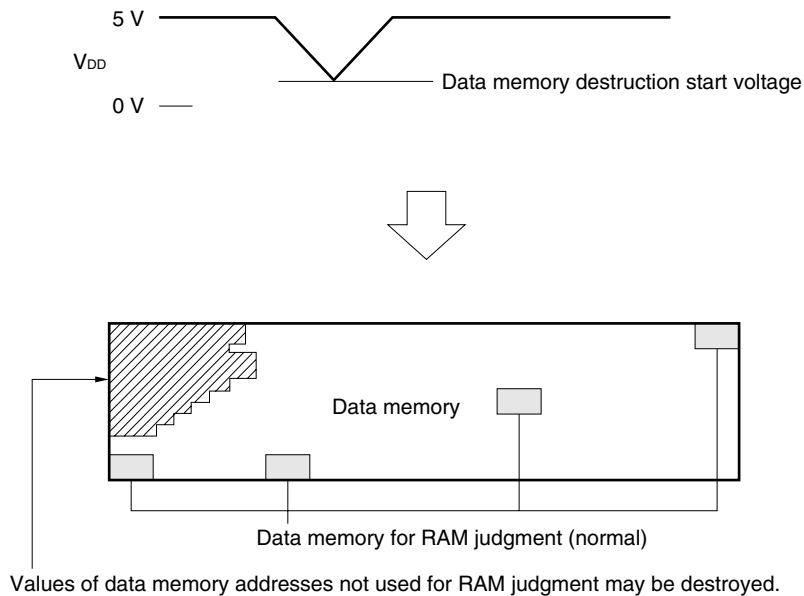 5 V
VDD
Data memory destruction start voltage
0 V
Data memory
Data memory for RAM judgment (normal)
Values of data memory addresses not used for RAM judgment may be destroyed.